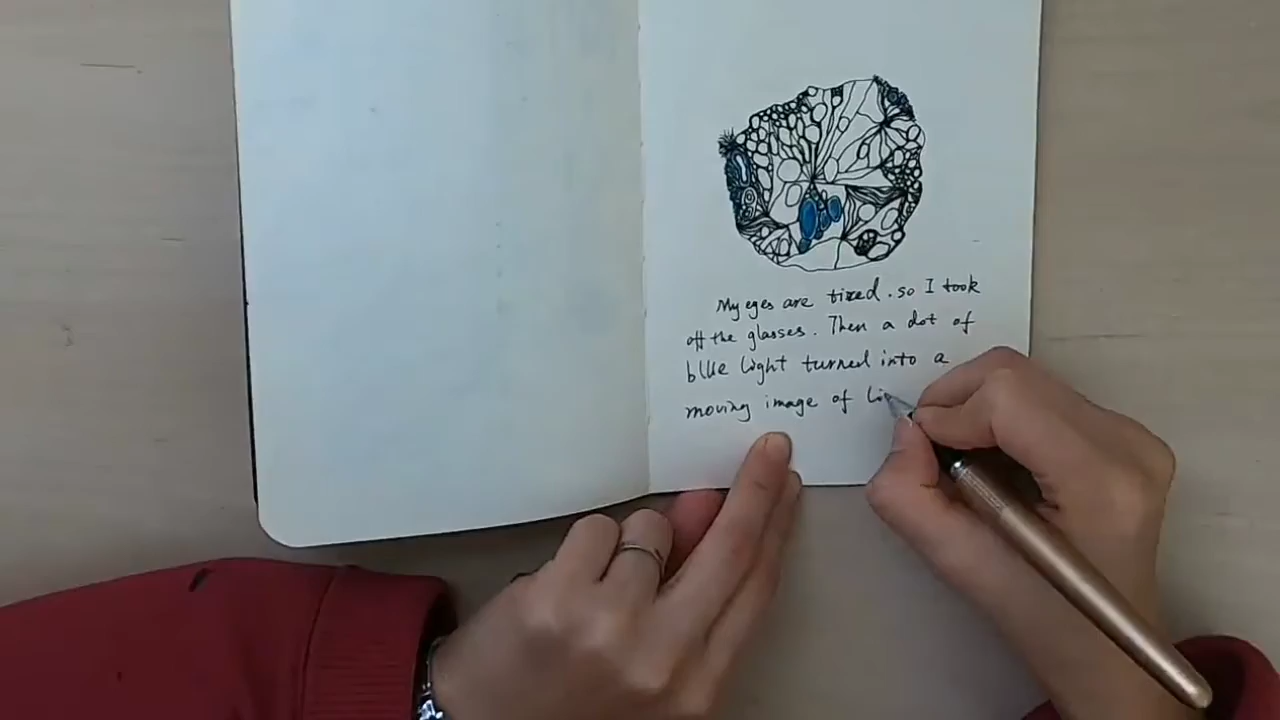 My eyes are tired. so I took
off the glasses. Then a dot of
blue light turned into a
moving image of